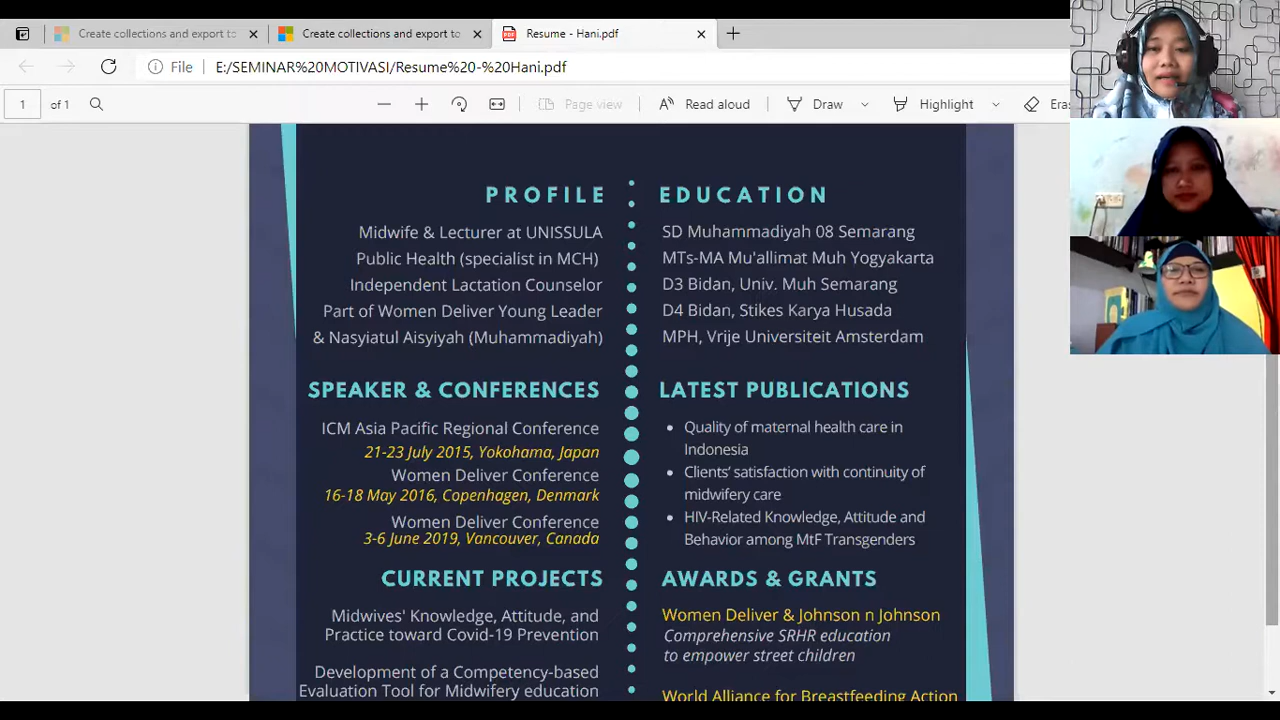 Create collections and export to
Create collections and export to
Resume - Hani.pdf
File
E:/SEMINAR%20MOTIVASI/Resume%20-%20Hani.pdf
1 of 1
Page view
Read aloud
Draw
Highlight
Eras
PROFILE
Midwife & Lecturer at UNISSULA
Public Health (specialist in MCH)
Independent Lactation Counselor
Part of Women Deliver Young Leader
& Nasyiatul Aisyiyah (Muhammadiyah)
SPEAKER & CONFERENCES
ICM Asia Pacific Regional Conference
21-23 July 2015, Yokohama, Japan
Women Deliver Conference
16-18 May 2016, Copenhagen, Denmark
Women Deliver Conference
3-6 June 2019, Vancouver, Canada
CURRENT PROJECTS
Midwives' Knowledge, Attitude, and
Practice toward Covid-19 Prevention
Development of a Competency-based
Evaluation Tool for Midwifery education
EDUCATION
SD Muhammadiyah 08 Semarang
MTs-MA Mu'allimat Muh Yogyakarta
D3 Bidan, Univ. Muh Semarang
D4 Bidan, Stikes Karya Husada
MPH, Vrije Universiteit Amsterdam
LATEST PUBLICATIONS
Quality of maternal health care in
Indonesia
Clients' satisfaction with continuity of
midwifery care
HIV-Related Knowledge, Attitude and
Behavior among MtF Transgenders
AWARDS & GRANTS
Women Deliver & Johnson n Johnson
Comprehensive SRHR education
to empower street children
World Alliance for Breastfeeding Action